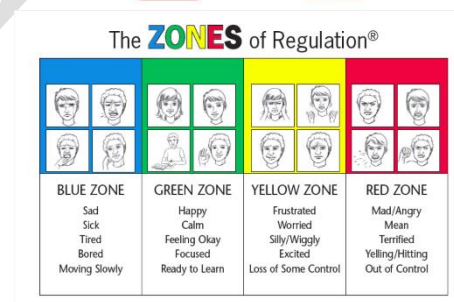 The ZONES of Regulation®
BLUE ZONE
Sad
Sick
Tired
Bored
Moving Slowly
GREEN ZONE
Happy
Calm
Feeling Okay
Focused
Ready to Learn
YELLOW ZONE
Frustrated
Worried
Silly/Wiggly
Excited
Loss of Some Control
RED ZONE
Mad/Angry
Mean
Terrified
Yelling/Hitting
Out of Control